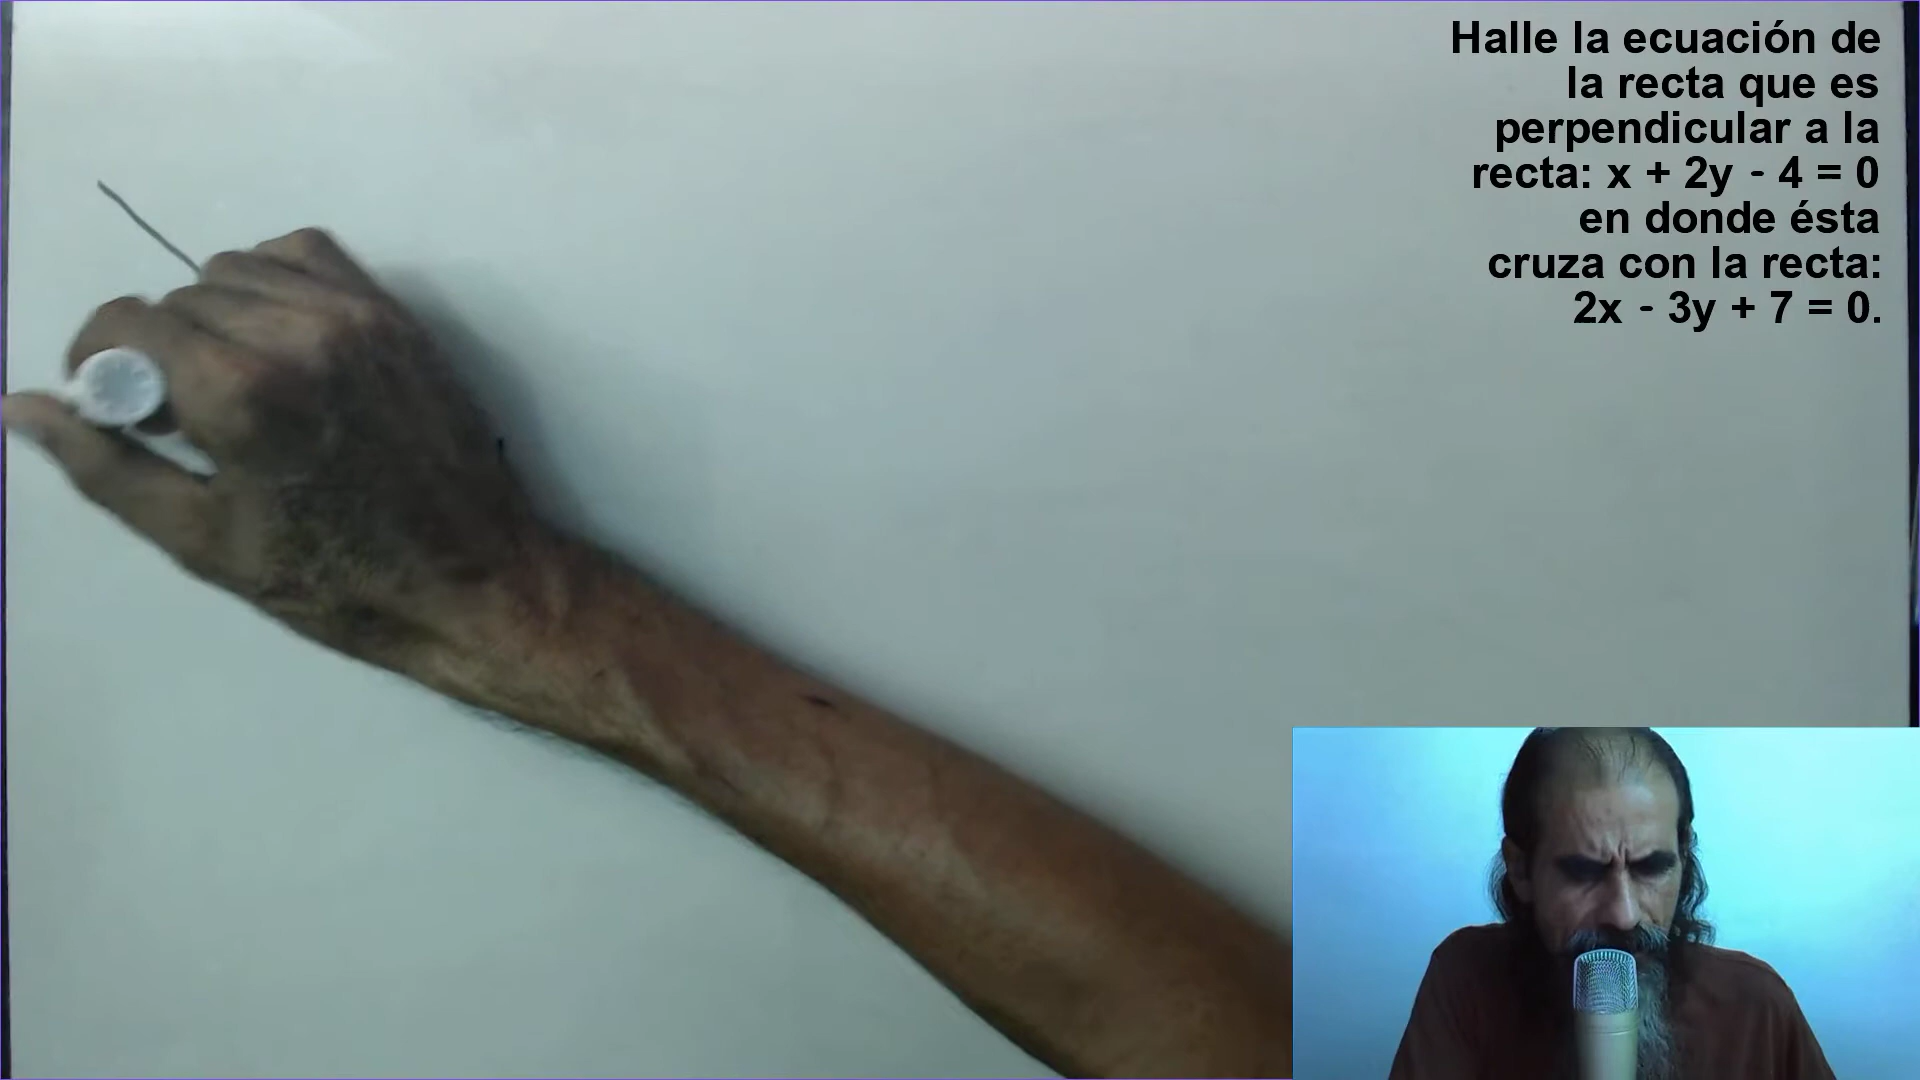 Halle la ecuación de
la recta que es
perpendicular a la
recta: x + 2y - 4 = 0
en donde ésta
cruza con la recta:
2x - 3y + 7 = 0.